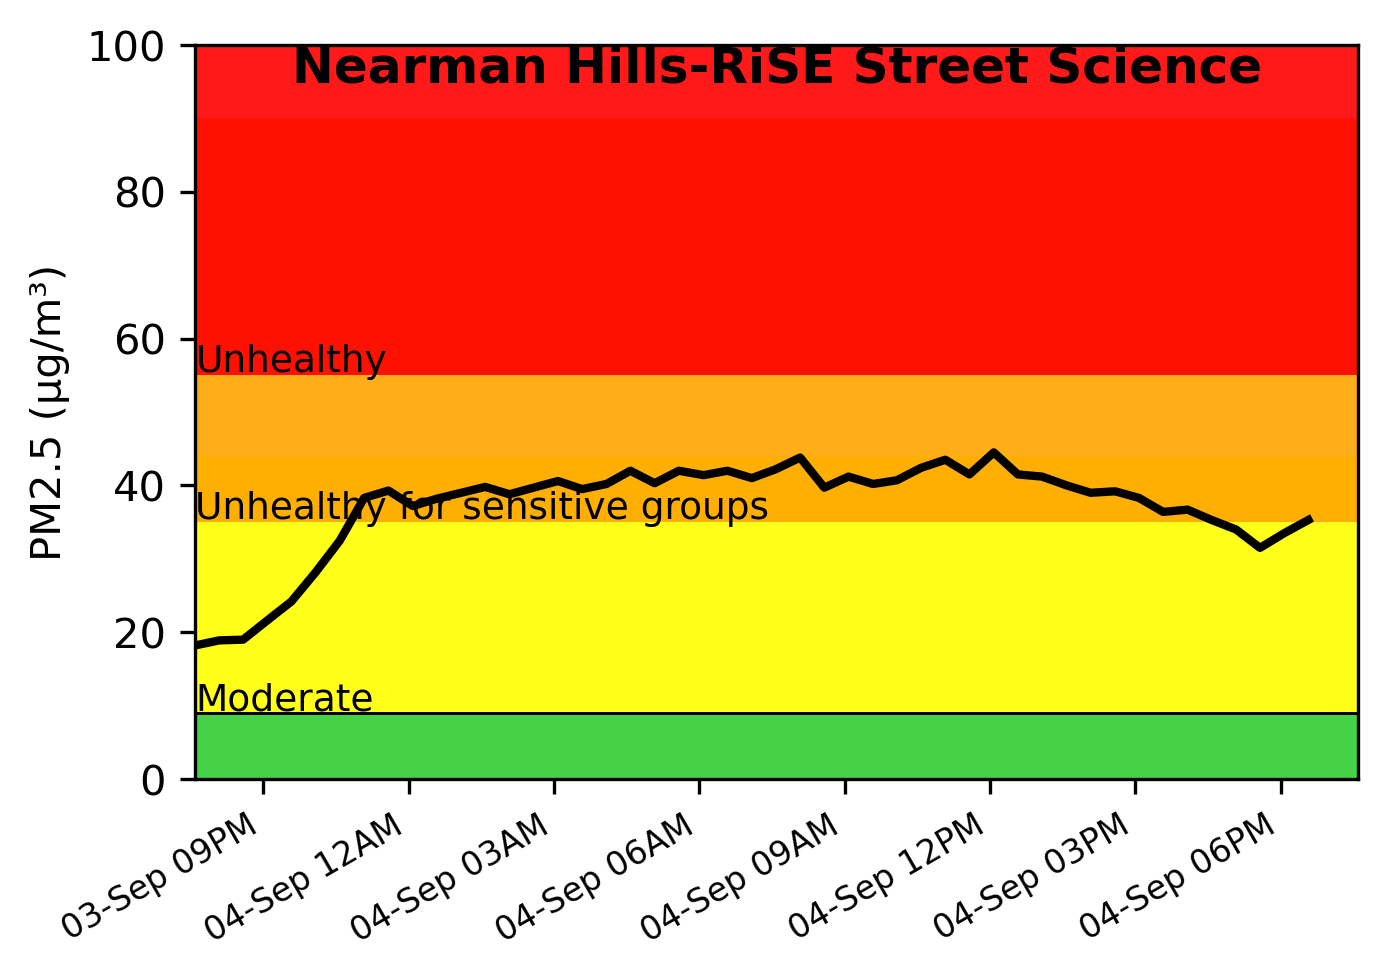 Nearman Hills-RiSE Street Science
100
80
60
40
20
0
PM2.5 (µg/m³)
Unhealthy
Unhealthy for sensitive groups
Moderate
03-Sep 09PM
04-Sep 12AM
04-Sep 03AM
04-Sep 06AM
04-Sep 09AM
04-Sep 12PM
04-Sep 03PM
04-Sep 06PM